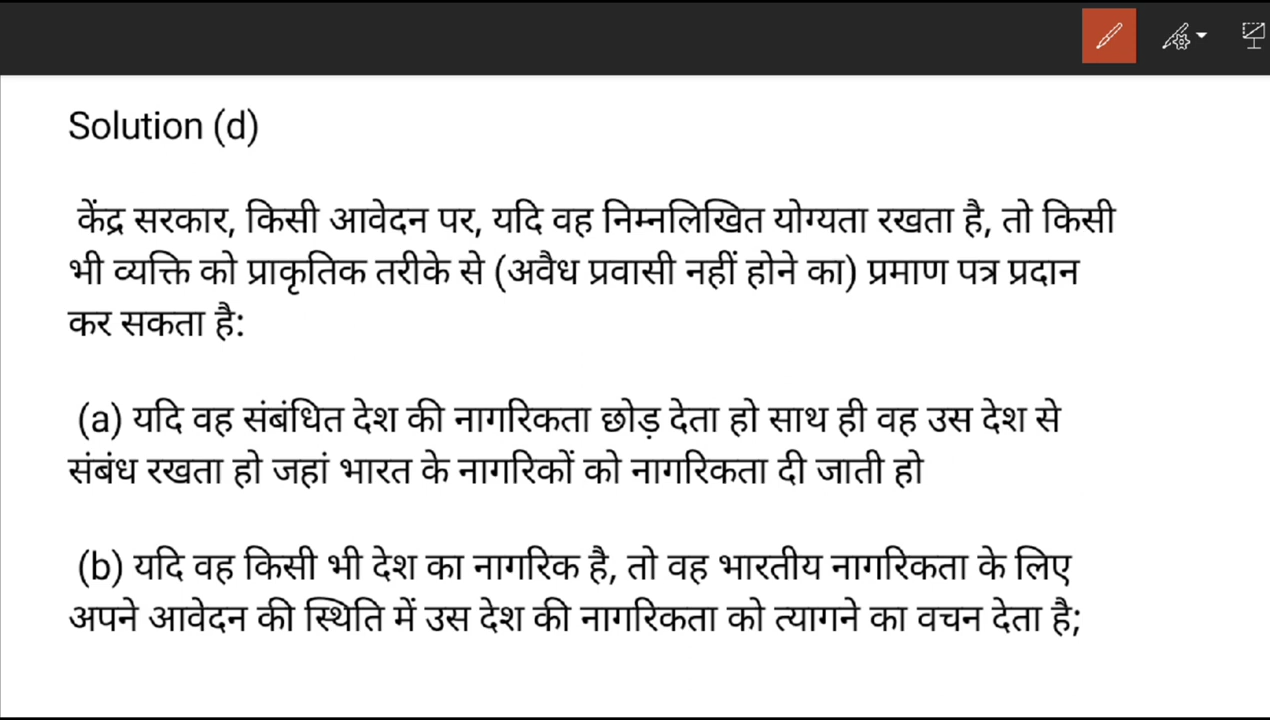 Solution (d)
केंद्र सरकार, किसी आवेदन पर, यदि वह निम्नलिखित योग्यता रखता है, तो किसी
भी व्यक्ति को प्राकृतिक तरीके से (अवैध प्रवासी नहीं होने का) प्रमाण पत्र प्रदान
कर सकता है:
(a) यदि वह संबंधित देश की नागरिकता छोड़ देता हो साथ ही वह उस देश से
संबंध रखता हो जहां भारत के नागरिकों को नागरिकता दी जाती हो
(b) यदि वह किसी भी देश का नागरिक है, तो वह भारतीय नागरिकता के लिए
अपने आवेदन की स्थिति में उस देश की नागरिकता को त्यागने का वचन देता है;